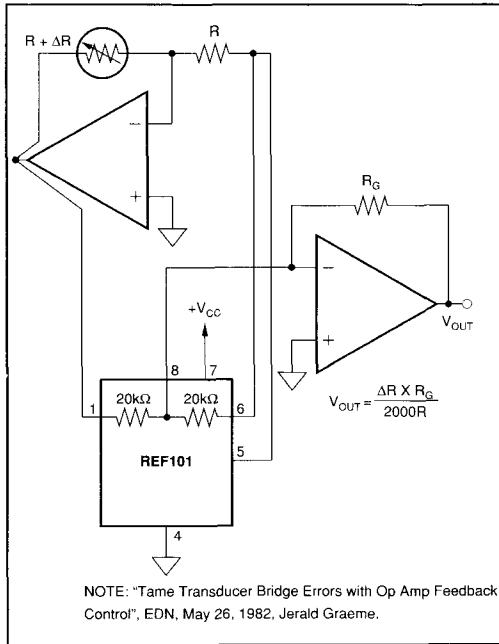 R + ΔR
R
−
+
R_G
−
+
V_OUT
+V_CC
8
7
20kΩ
20kΩ
1
6
REF101
5
4
V_OUT = ΔR X R_G / 2000R
NOTE: "Tame Transducer Bridge Errors with Op Amp Feedback
Control", EDN, May 26, 1982, Jerald Graeme.